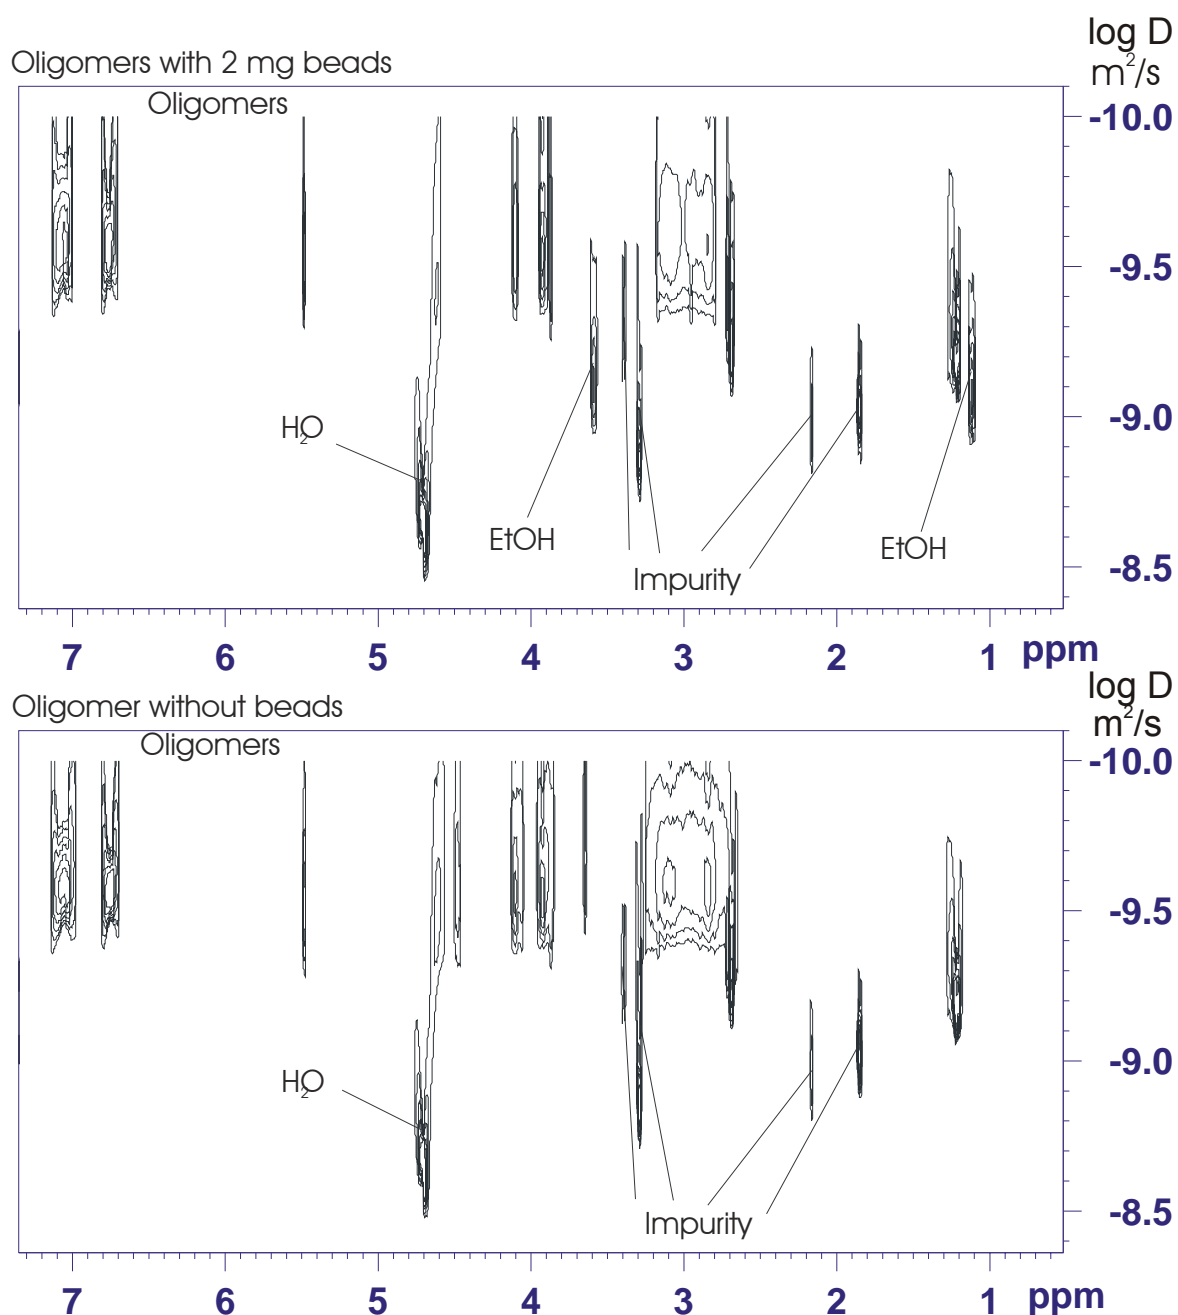 log D
m²/s
Oligomers with 2 mg beads
Oligomers
-10.0
-9.5
-9.0
-8.5
H₂O
EtOH
EtOH
Impurity
7 6 5 4 3 2 1 ppm
log D
m²/s
Oligomer without beads
Oligomers
-10.0
-9.5
-9.0
-8.5
H₂O
Impurity
7 6 5 4 3 2 1 ppm